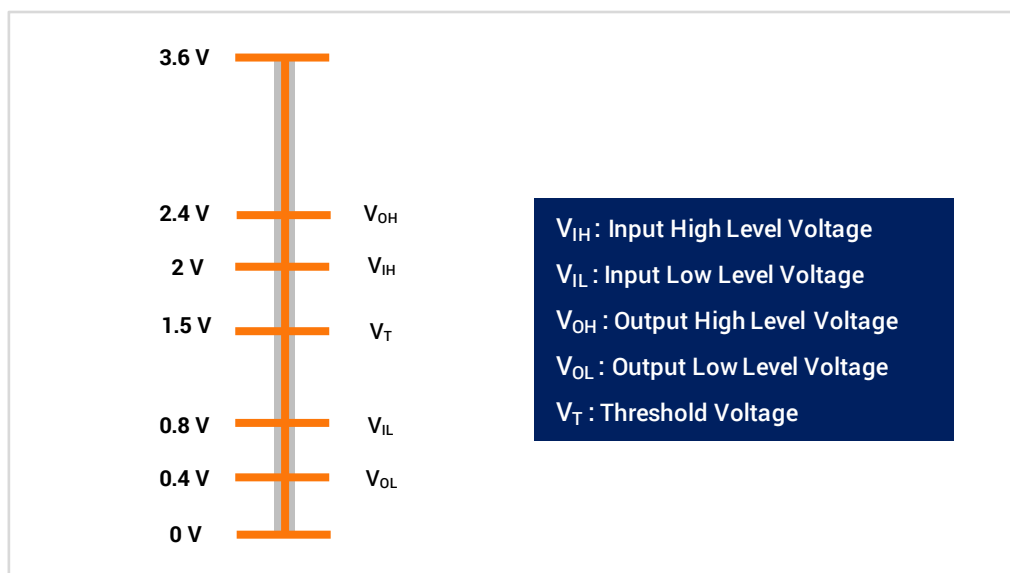 3.6 V
2.4 V VOH
2 V VIH
1.5 V VT
0.8 V VIL
0.4 V VOL
0 V
VIH : Input High Level Voltage
VIL : Input Low Level Voltage
VOH : Output High Level Voltage
VOL : Output Low Level Voltage
VT : Threshold Voltage